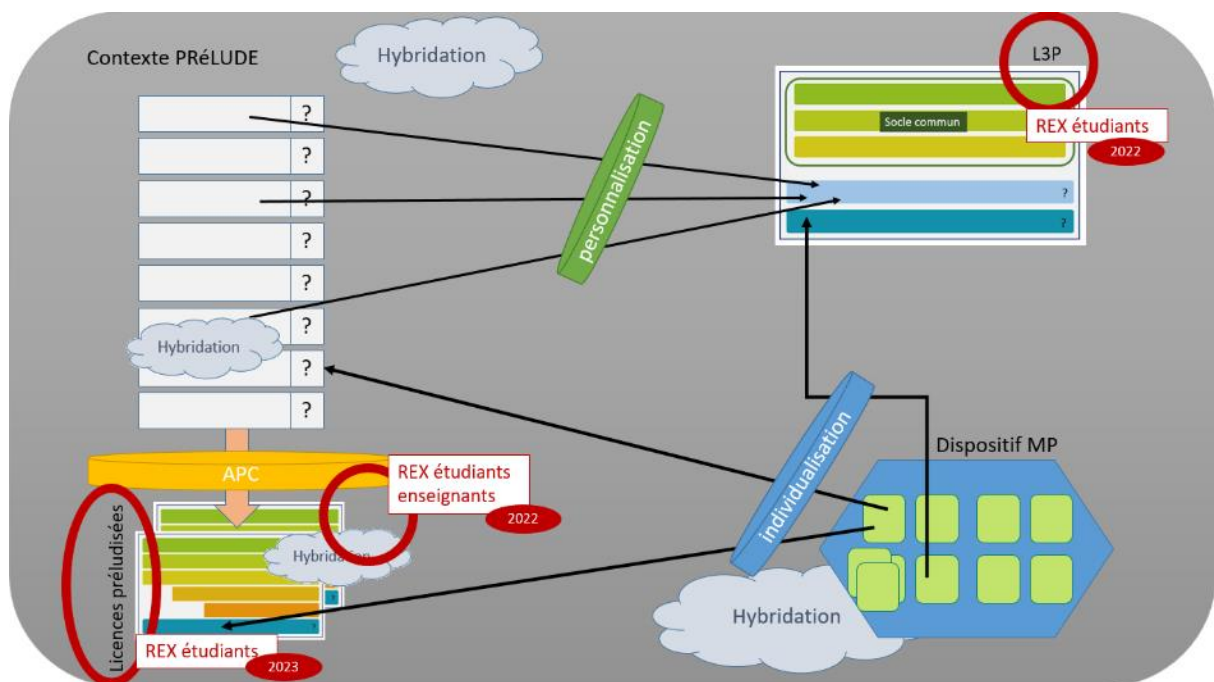 Contexte PRéLUDE
Hybridation
L3P
?
?
?
?
?
?
?
?
Hybridation
personnalisation
Socle commun
REX étudiants
2022
?
?
APC
REX étudiants
enseignants
2022
Hybridation
Licences préludisées
?
?
REX étudiants
2023
individualisation
Dispositif MP
Hybridation